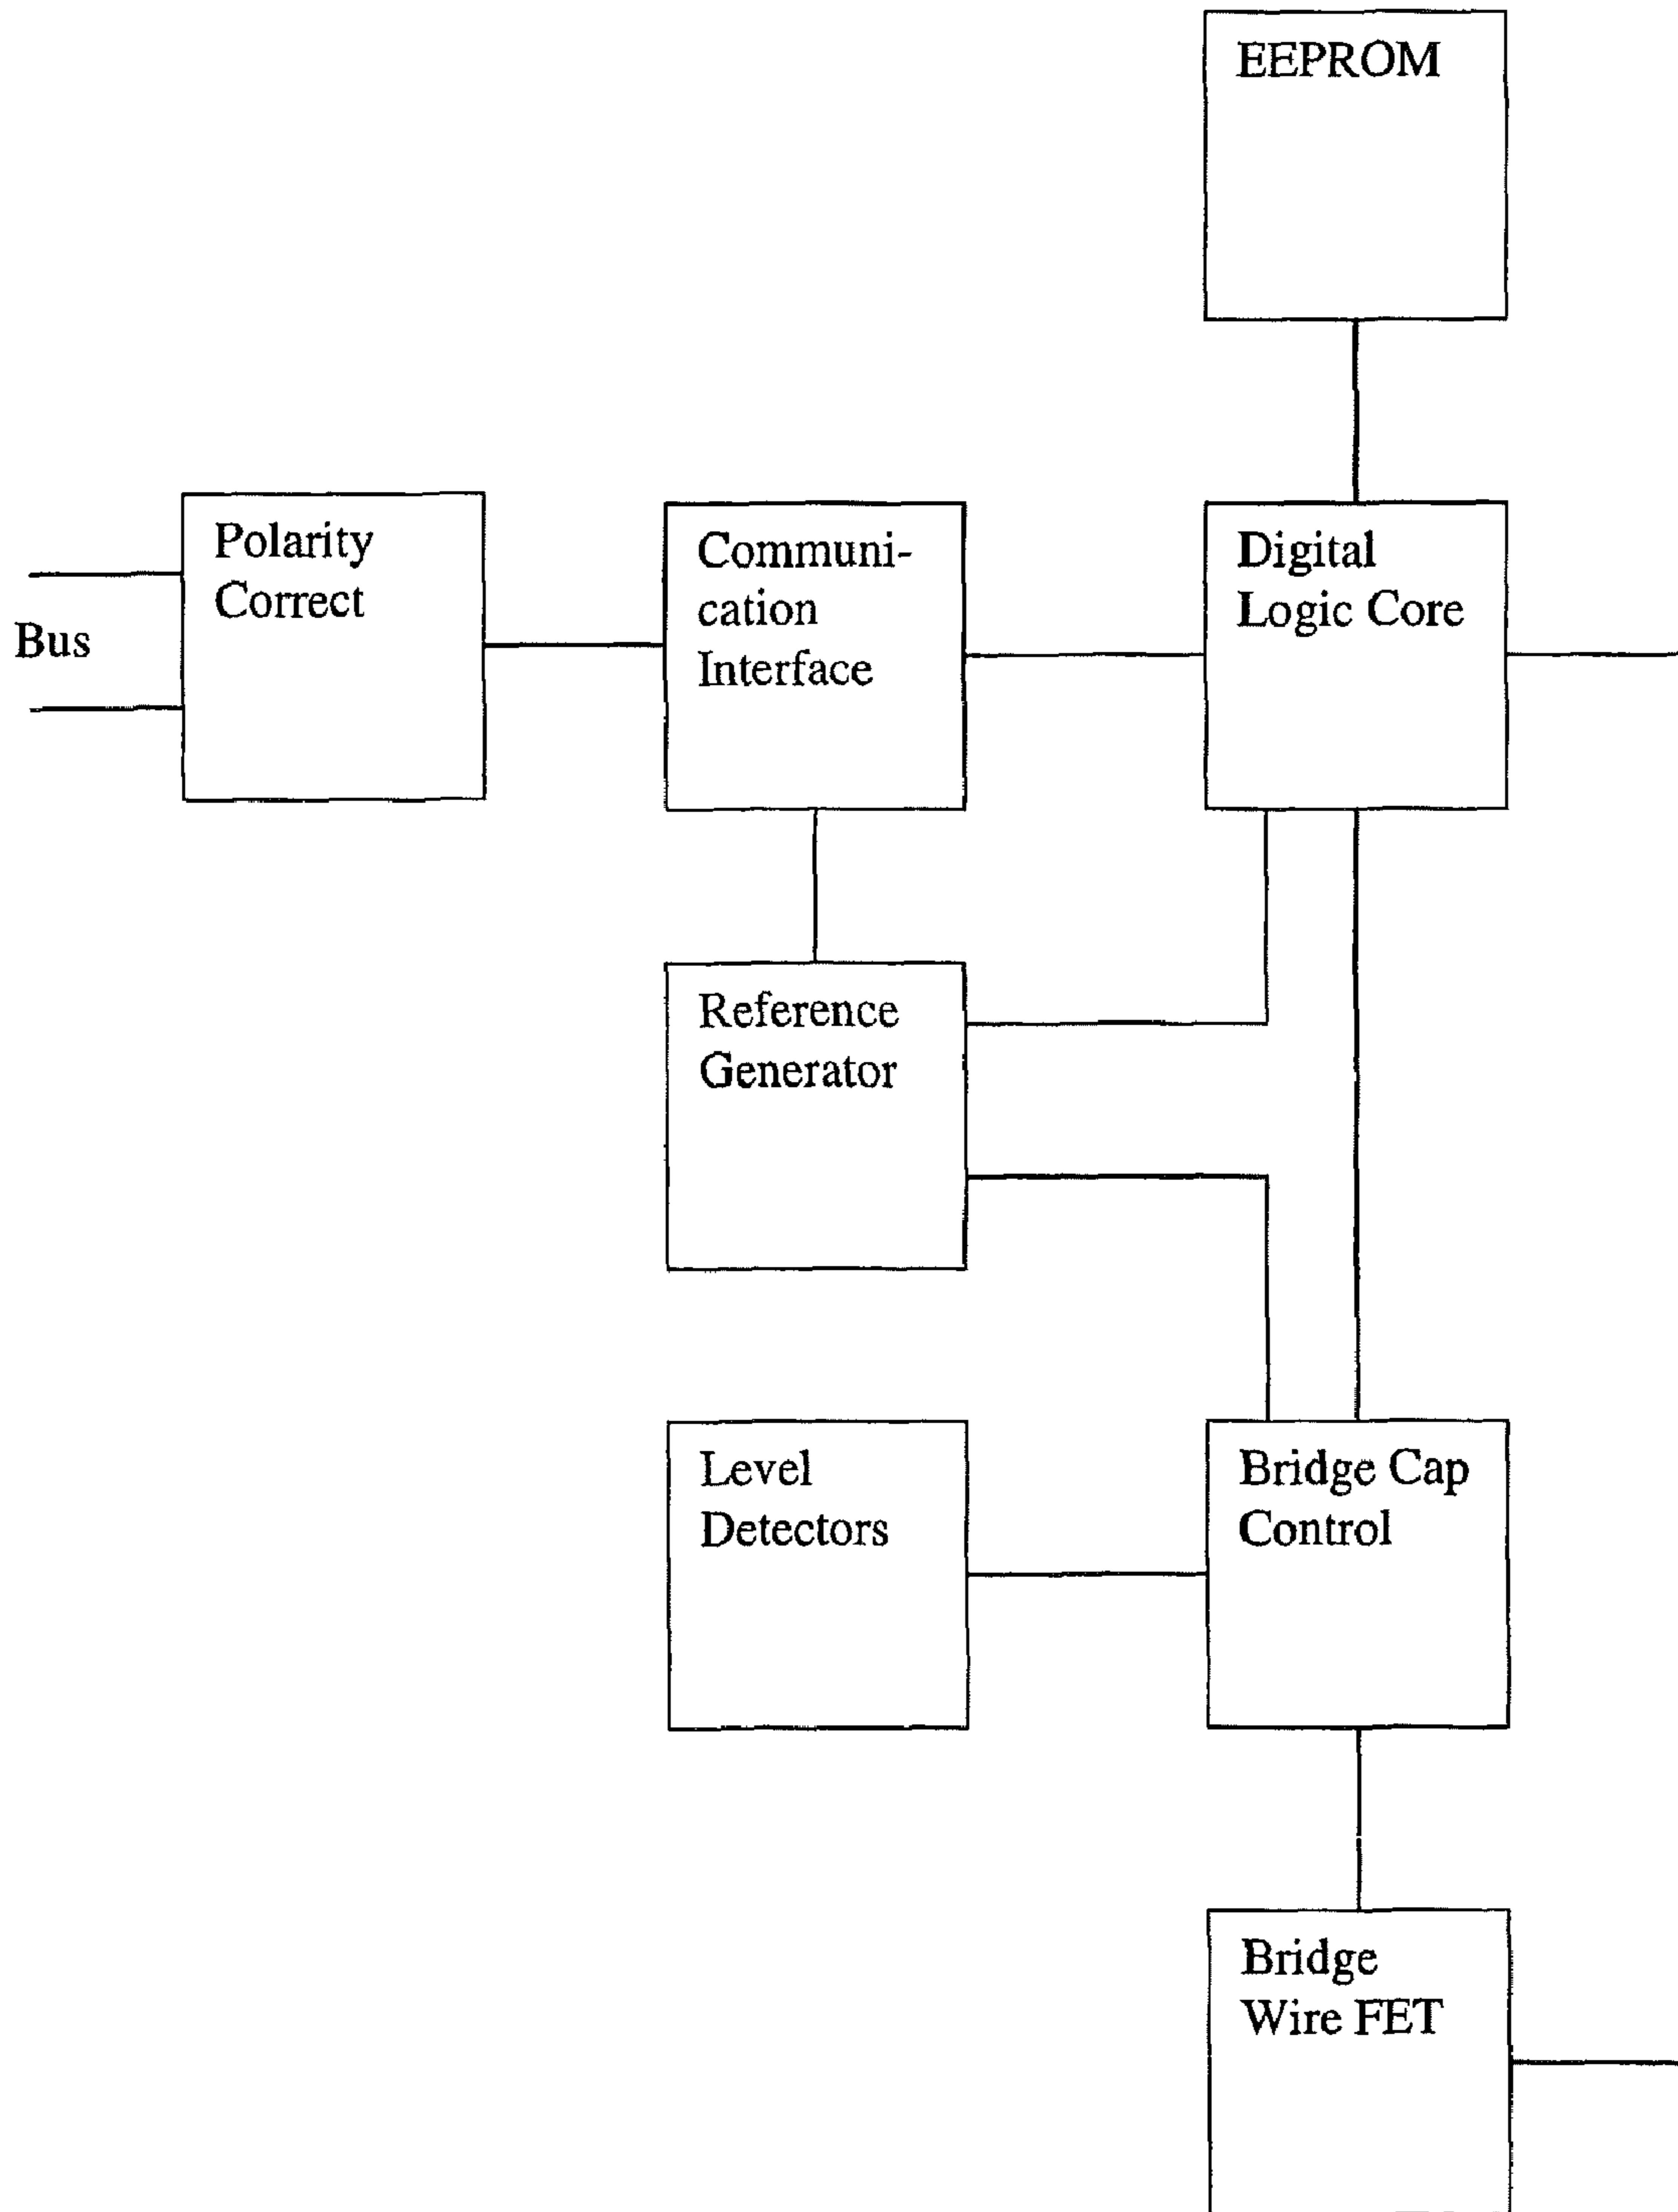 EEPROM
Polarity
Correct
Bus
Communi-
cation
Interface
Digital
Logic Core
Reference
Generator
Level
Detectors
Bridge Cap
Control
Bridge
Wire FET